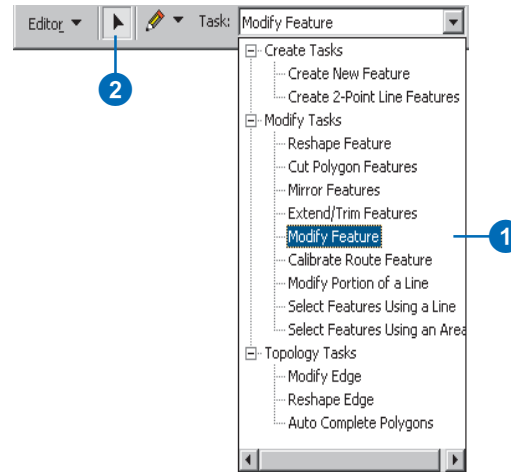 Editor Task: Modify Feature
2
Create Tasks
Create New Feature
Create 2-Point Line Features
Modify Tasks
Reshape Feature
Cut Polygon Features
Mirror Features
Extend/Trim Features
Modify Feature 1
Calibrate Route Feature
Modify Portion of a Line
Select Features Using a Line
Select Features Using an Area
Topology Tasks
Modify Edge
Reshape Edge
Auto Complete Polygons